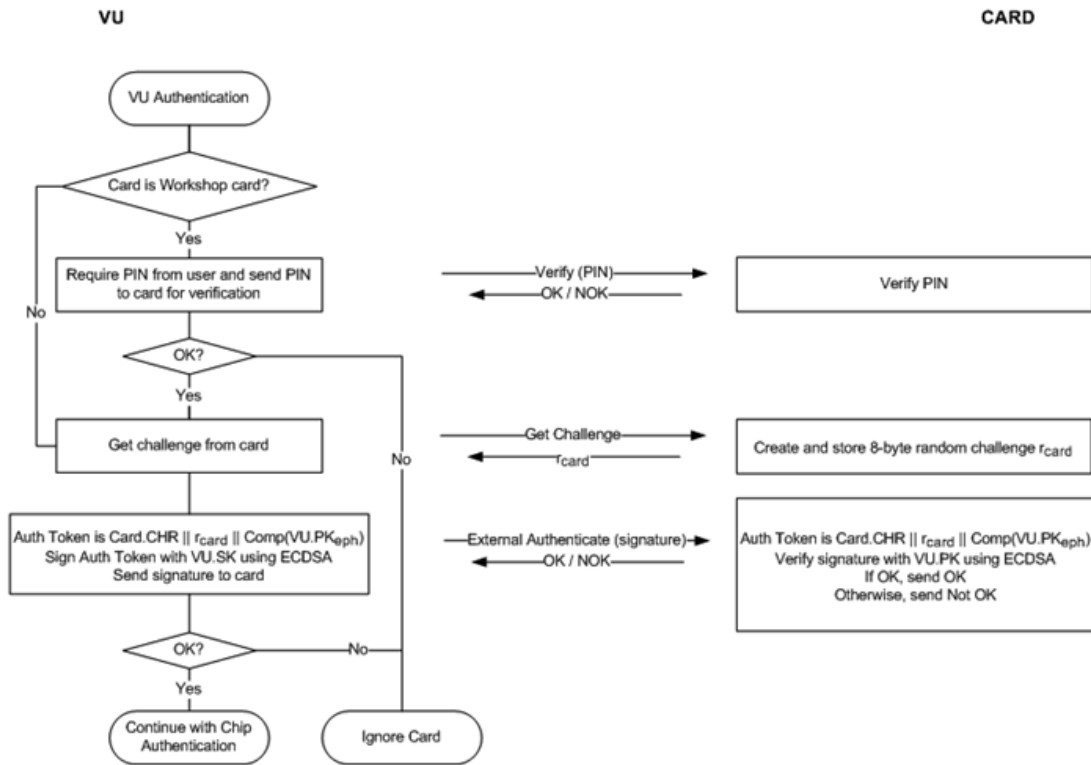 VU
CARD
VU Authentication
Card is Workshop card?
Yes
Require PIN from user and send PIN
to card for verification
Verify (PIN)
OK / NOK
Verify PIN
No
OK?
Yes
Get challenge from card
Get Challenge
rcard
Create and store 8-byte random challenge rcard
No
Auth Token is Card.CHR || rcard || Comp(VU.PKeph)
Sign Auth Token with VU.SK using ECDSA
Send signature to card
External Authenticate (signature)
OK / NOK
Auth Token is Card.CHR || rcard || Comp(VU.PKeph)
Verify signature with VU.PK using ECDSA
If OK, send OK
Otherwise, send Not OK
OK?
No
Yes
Continue with Chip
Authentication
Ignore Card